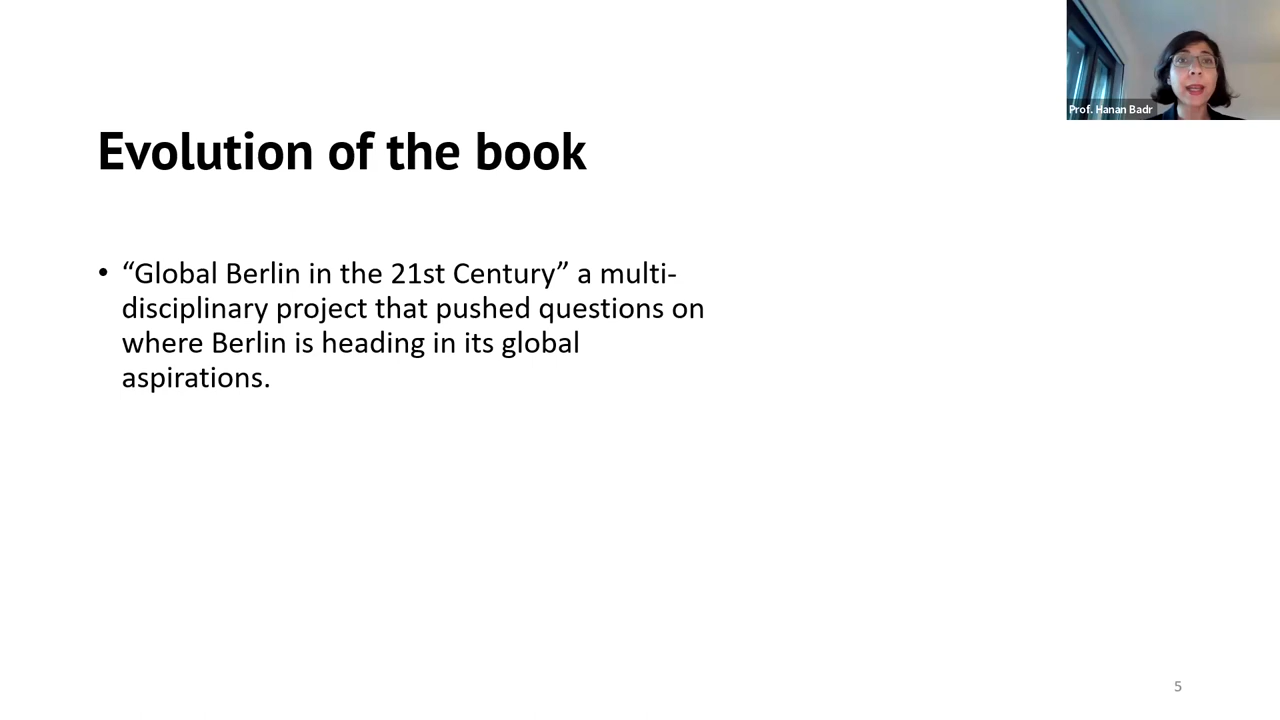 Prof. Hanan Badr
Evolution of the book
• “Global Berlin in the 21st Century” a multi-
disciplinary project that pushed questions on
where Berlin is heading in its global
aspirations.
5